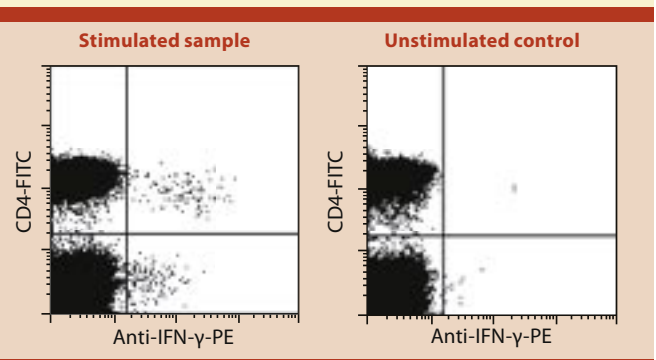 Stimulated sample
CD4-FITC
Anti-IFN-γ-PE
Unstimulated control
CD4-FITC
Anti-IFN-γ-PE